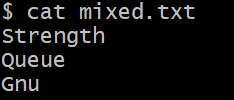 $ cat mixed.txt
Strength
Queue
Gnu